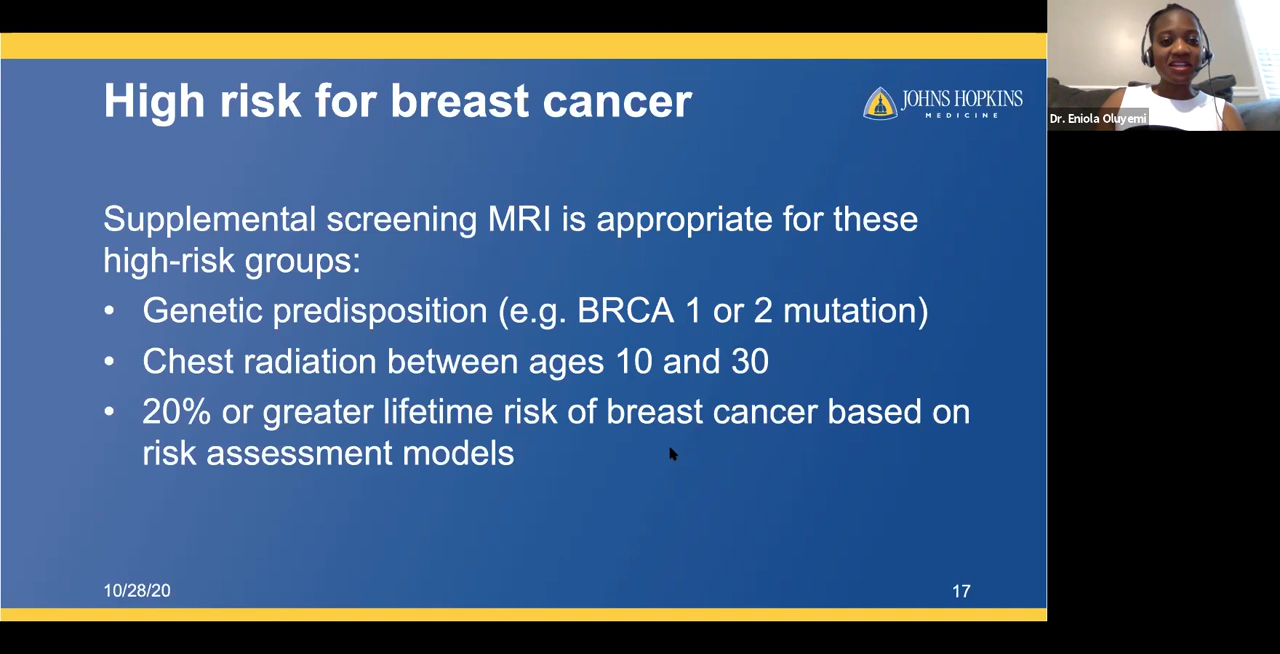 High risk for breast cancer
JOHNS HOPKINS
MEDICINE
Dr. Eniola Oluyemi
Supplemental screening MRI is appropriate for these
high-risk groups:
• Genetic predisposition (e.g. BRCA 1 or 2 mutation)
• Chest radiation between ages 10 and 30
• 20% or greater lifetime risk of breast cancer based on
risk assessment models
10/28/20
17